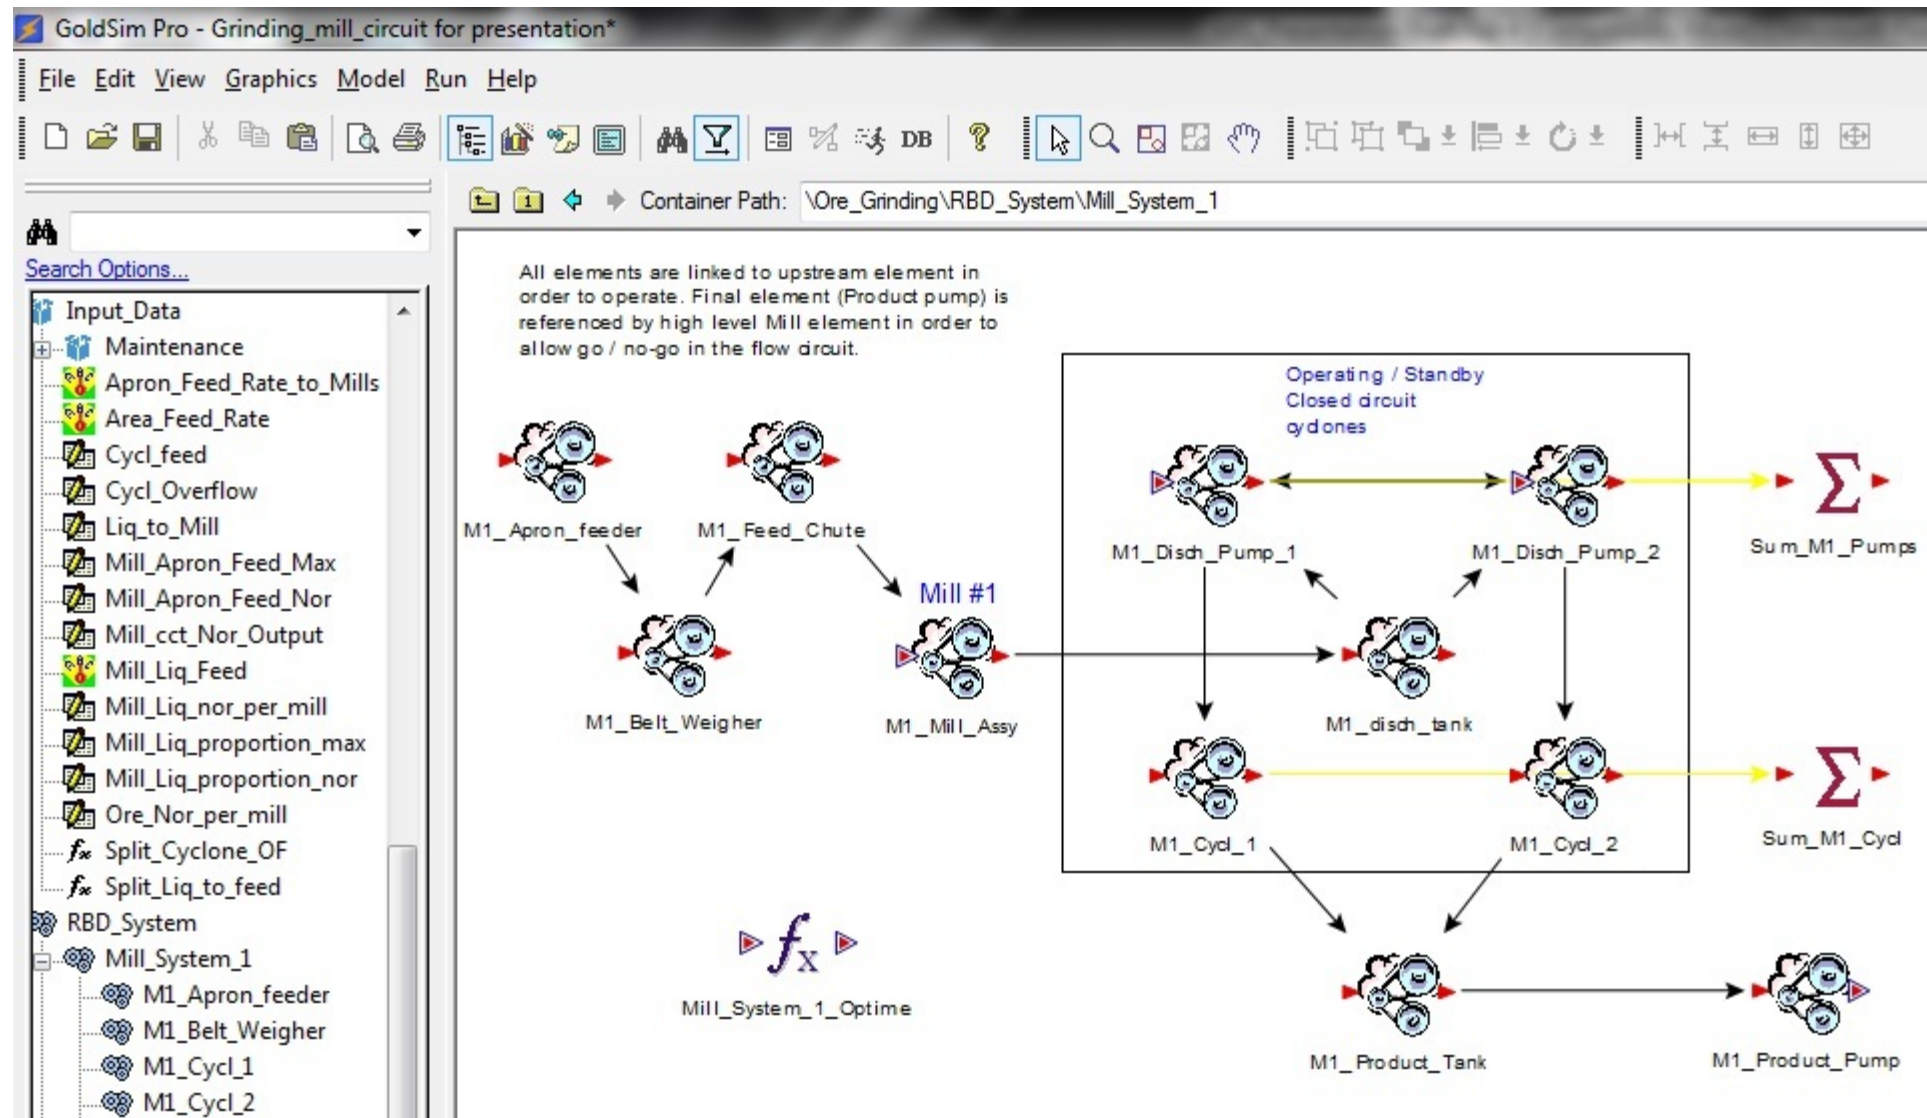 GoldSim Pro - Grinding_mill_circuit for presentation*
File Edit View Graphics Model Run Help
DB
Container Path: \Ore_Grinding\RBD_System\Mill_System_1
Search Options...
Input_Data
Maintenance
Apron_Feed_Rate_to_Mills
Area_Feed_Rate
Cycl_feed
Cycl_Overflow
Liq_to_Mill
Mill_Apron_Feed_Max
Mill_Apron_Feed_Nor
Mill_cct_Nor_Output
Mill_Liq_Feed
Mill_Liq_nor_per_mill
Mill_Liq_proportion_max
Mill_Liq_proportion_nor
Ore_Nor_per_mill
fx Split_Cyclone_OF
fx Split_Liq_to_feed
RBD_System
Mill_System_1
M1_Apron_feeder
M1_Belt_Weigher
M1_Cycl_1
M1_Cycl_2
All elements are linked to upstream element in
order to operate. Final element (Product pump) is
referenced by high level Mill element in order to
allow go / no-go in the flow circuit.
Operating / Standby
Closed circuit
cyclones
M1_Apron_feeder
M1_Feed_Chute
M1_Disch_Pump_1
M1_Disch_Pump_2
Σ
Sum_M1_Pumps
Mill #1
M1_Belt_Weigher
M1_Mill_Assy
M1_disch_tank
M1_Cycl_1
M1_Cycl_2
Σ
Sum_M1_Cycl
fx
Mill_System_1_Optime
M1_Product_Tank
M1_Product_Pump